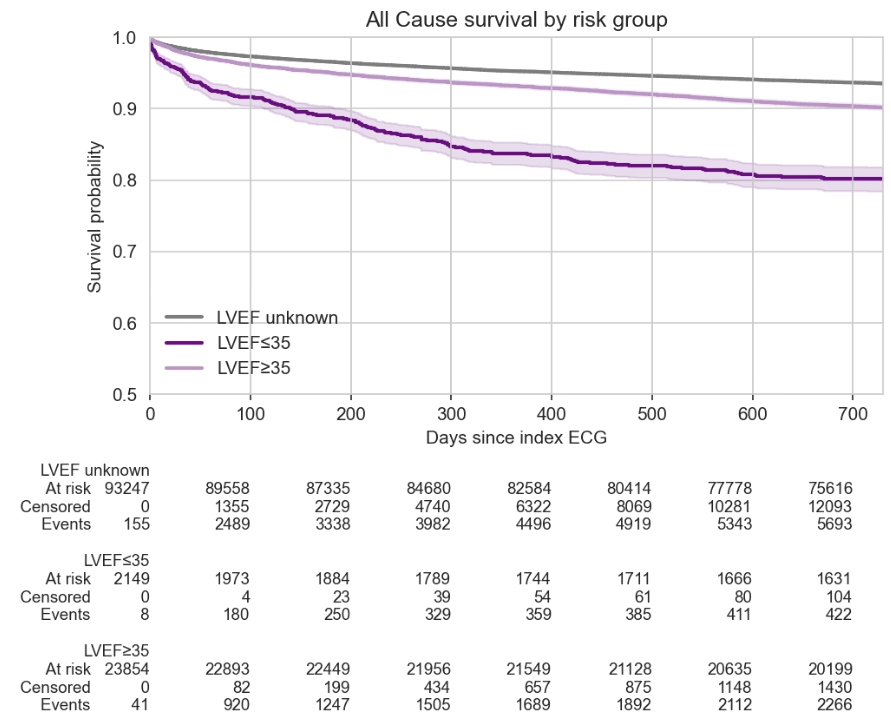 All Cause survival by risk group
1.0
0.9
0.8
0.7
0.6
0.5
Survival probability
LVEF unknown
LVEF≤35
LVEF≥35
0 100 200 300 400 500 600 700
Days since index ECG
LVEF unknown
At risk 93247 89558 87335 84680 82584 80414 77778 75616
Censored 0 1355 2729 4740 6322 8069 10281 12093
Events 155 2489 3338 3982 4496 4919 5343 5693
LVEF≤35
At risk 2149 1973 1884 1789 1744 1711 1666 1631
Censored 0 4 23 39 54 61 80 104
Events 8 180 250 329 359 385 411 422
LVEF≥35
At risk 23854 22893 22449 21956 21549 21128 20635 20199
Censored 0 82 199 434 657 875 1148 1430
Events 41 920 1247 1505 1689 1892 2112 2266